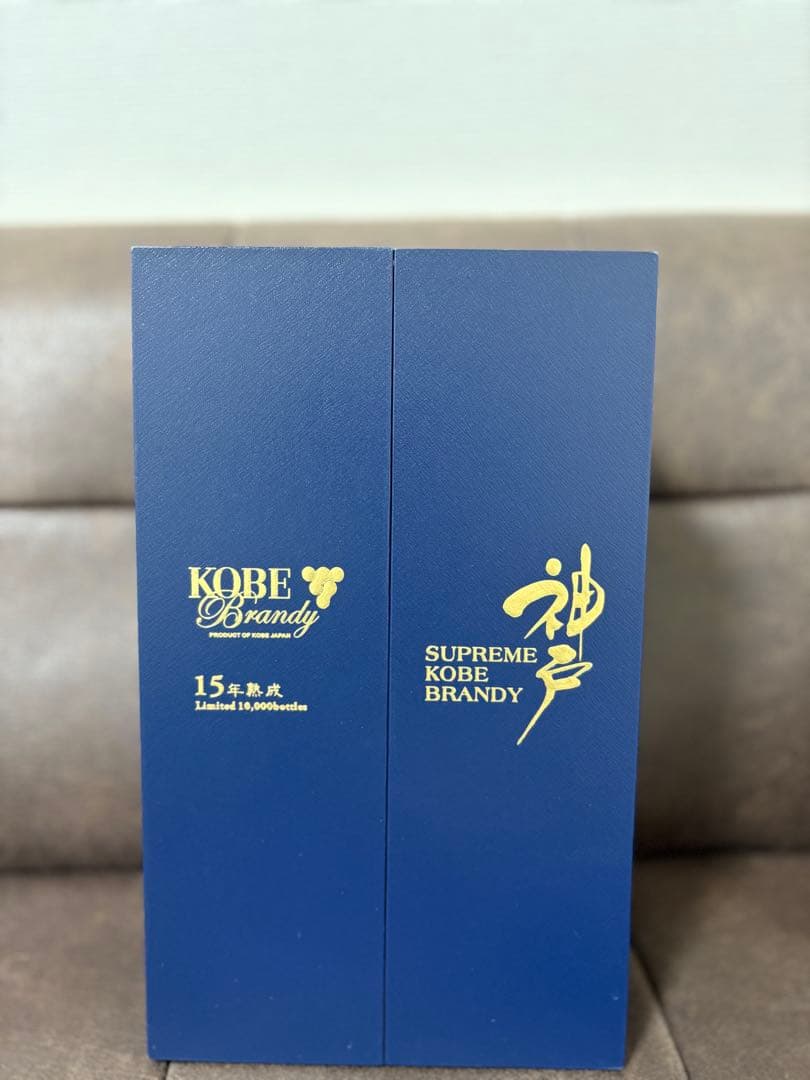 KOBE
Brandy
PRODUCT OF KOBE JAPAN
15年熟成
Limited 10,000bottles
神戸
SUPREME
KOBE
BRANDY